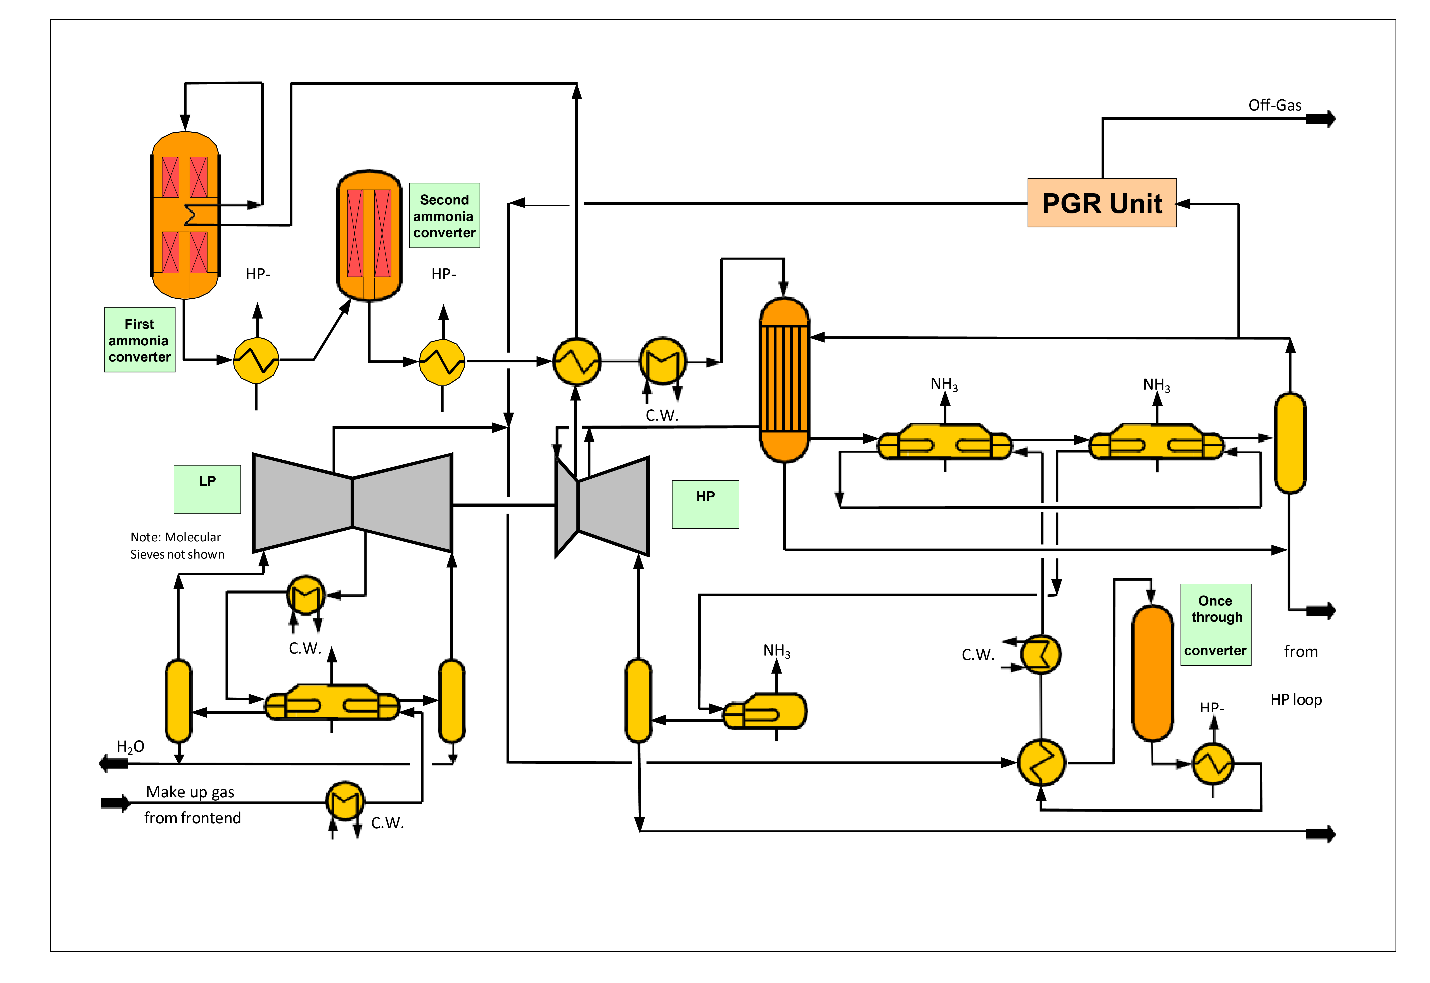 Off-Gas
PGR Unit
Second
ammonia
converter
HP-
HP-
First
ammonia
converter
C.W.
NH₃
NH₃
LP
HP
Note: Molecular
Sieves not shown
C.W.
NH₃
C.W.
Once
through
converter
from
HP loop
HP-
H₂O
Make up gas
from frontend
C.W.